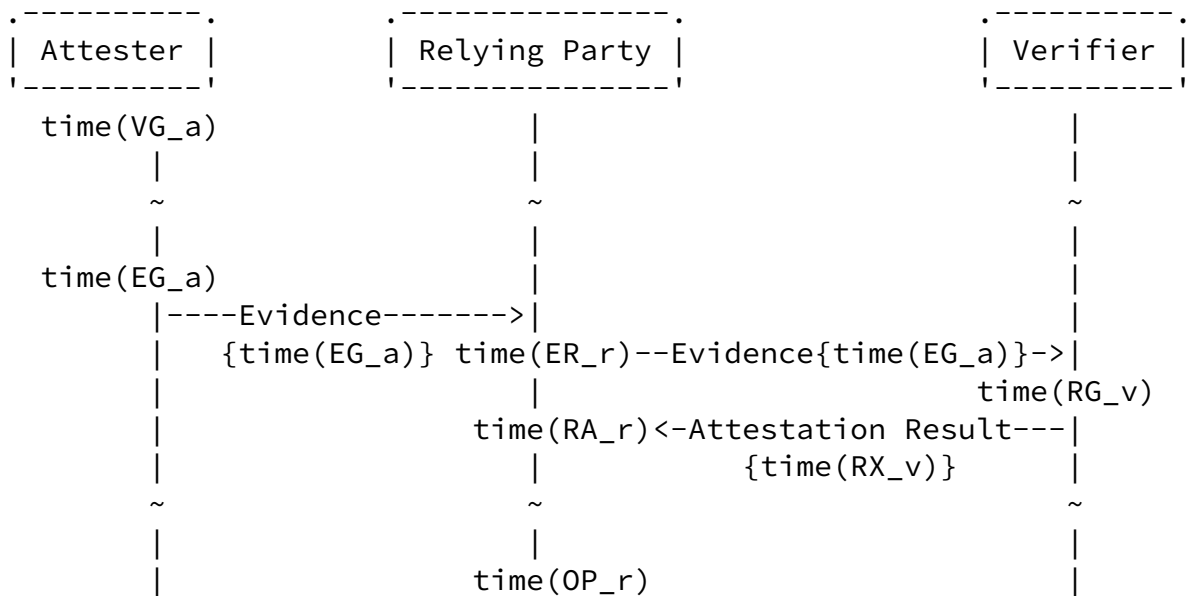 .----------.         .---------------.                .----------.
| Attester |         | Relying Party |                | Verifier |
'----------'         '---------------'                '----------'
  time(VG_a)                 |                             |
      |                      |                             |
      ~                      ~                             ~
      |                      |                             |
  time(EG_a)                 |                             |
      |----Evidence------->|                             |
      |    {time(EG_a)} time(ER_r)--Evidence{time(EG_a)}->|
      |                      |                       time(RG_v)
      |                 time(RA_r)<-Attestation Result---|
      |                      |          {time(RX_v)}      |
      ~                      ~                             ~
      |                      |                             |
      |                 time(OP_r)                         |